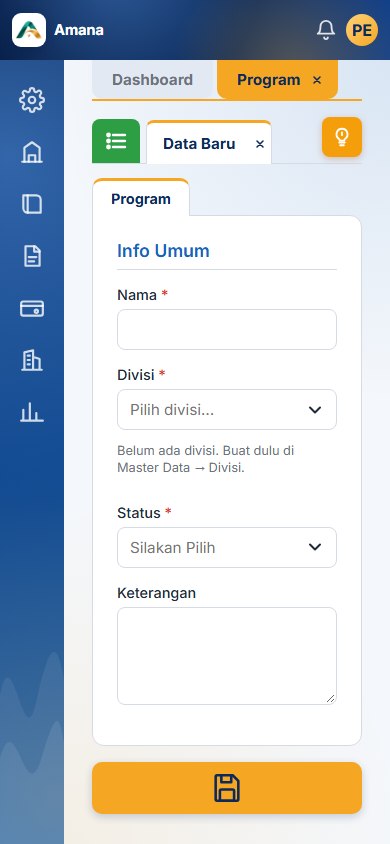 Amana
PE
Dashboard
Program ×
Data Baru ×
Program
Info Umum
Nama *
Divisi *
Pilih divisi...
Belum ada divisi. Buat dulu di
Master Data → Divisi.
Status *
Silakan Pilih
Keterangan